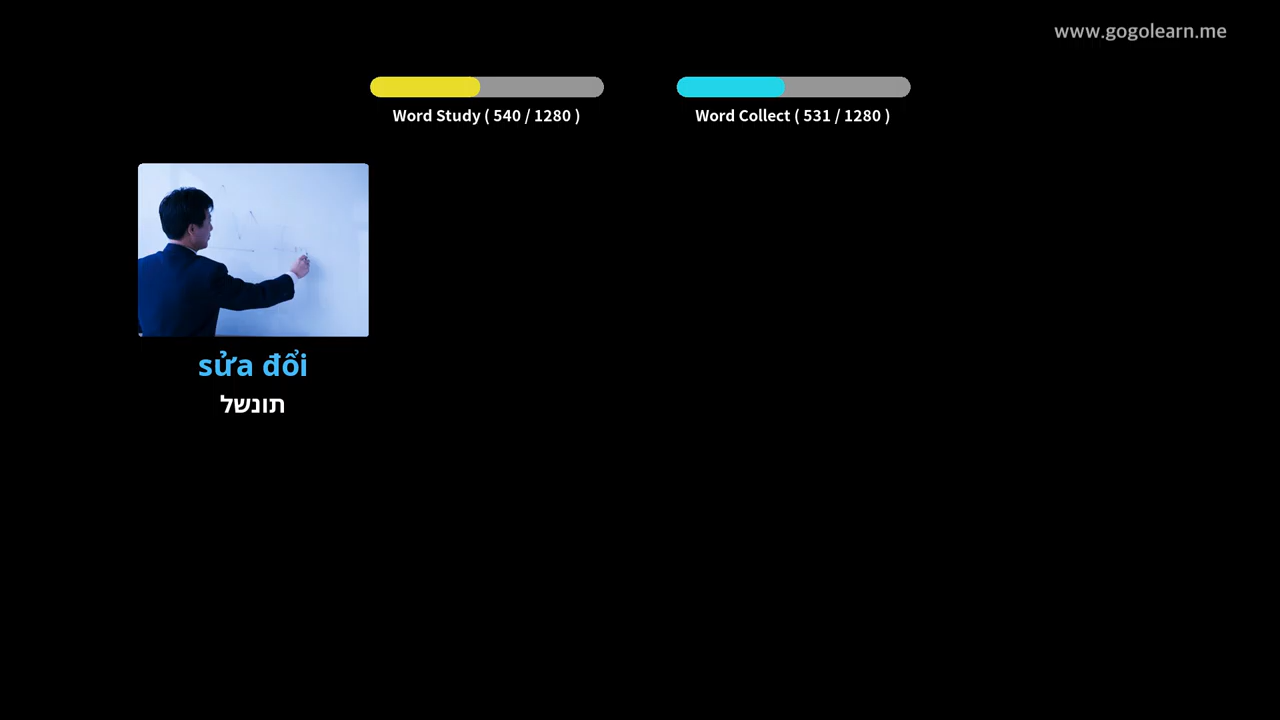 www.gogolearn.me
Word Study ( 540 / 1280 )
Word Collect ( 531 / 1280 )
sửa đổi
תונשל